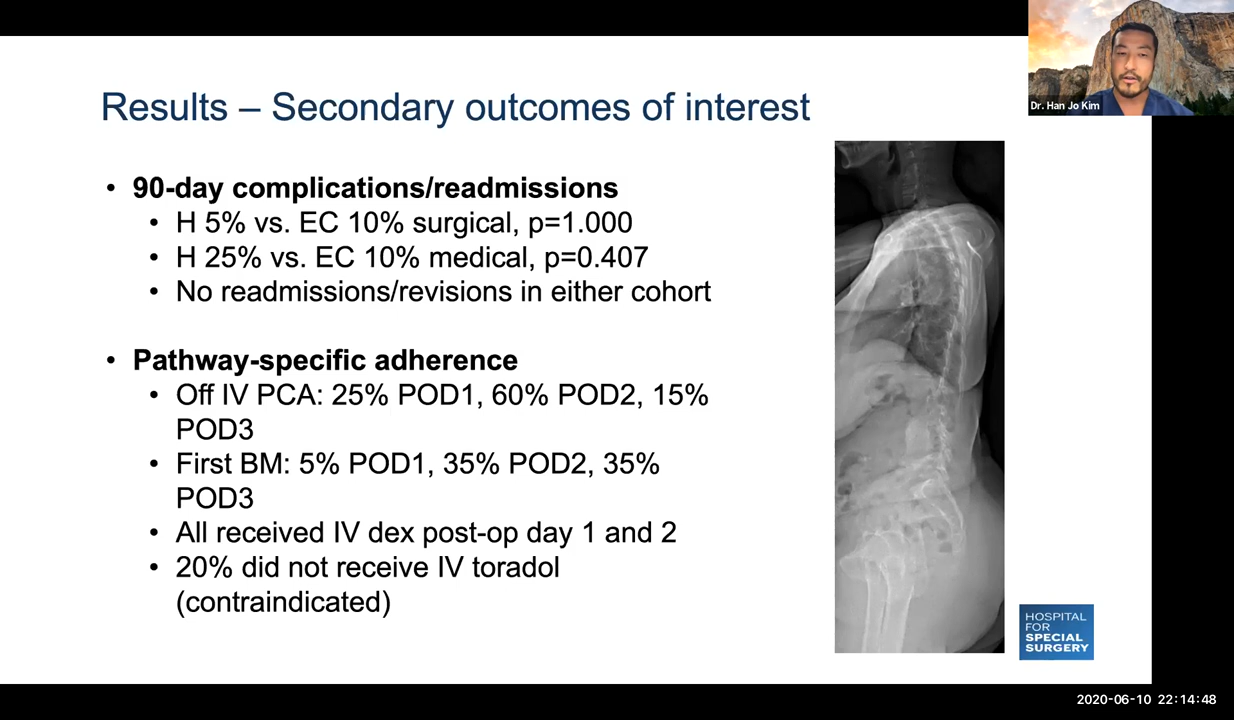 Dr. Han Jo Kim
Results – Secondary outcomes of interest
• 90-day complications/readmissions
• H 5% vs. EC 10% surgical, p=1.000
• H 25% vs. EC 10% medical, p=0.407
• No readmissions/revisions in either cohort
• Pathway-specific adherence
• Off IV PCA: 25% POD1, 60% POD2, 15%
POD3
• First BM: 5% POD1, 35% POD2, 35%
POD3
• All received IV dex post-op day 1 and 2
• 20% did not receive IV toradol
(contraindicated)
HOSPITAL
FOR
SPECIAL
SURGERY
2020-06-10 22:14:48